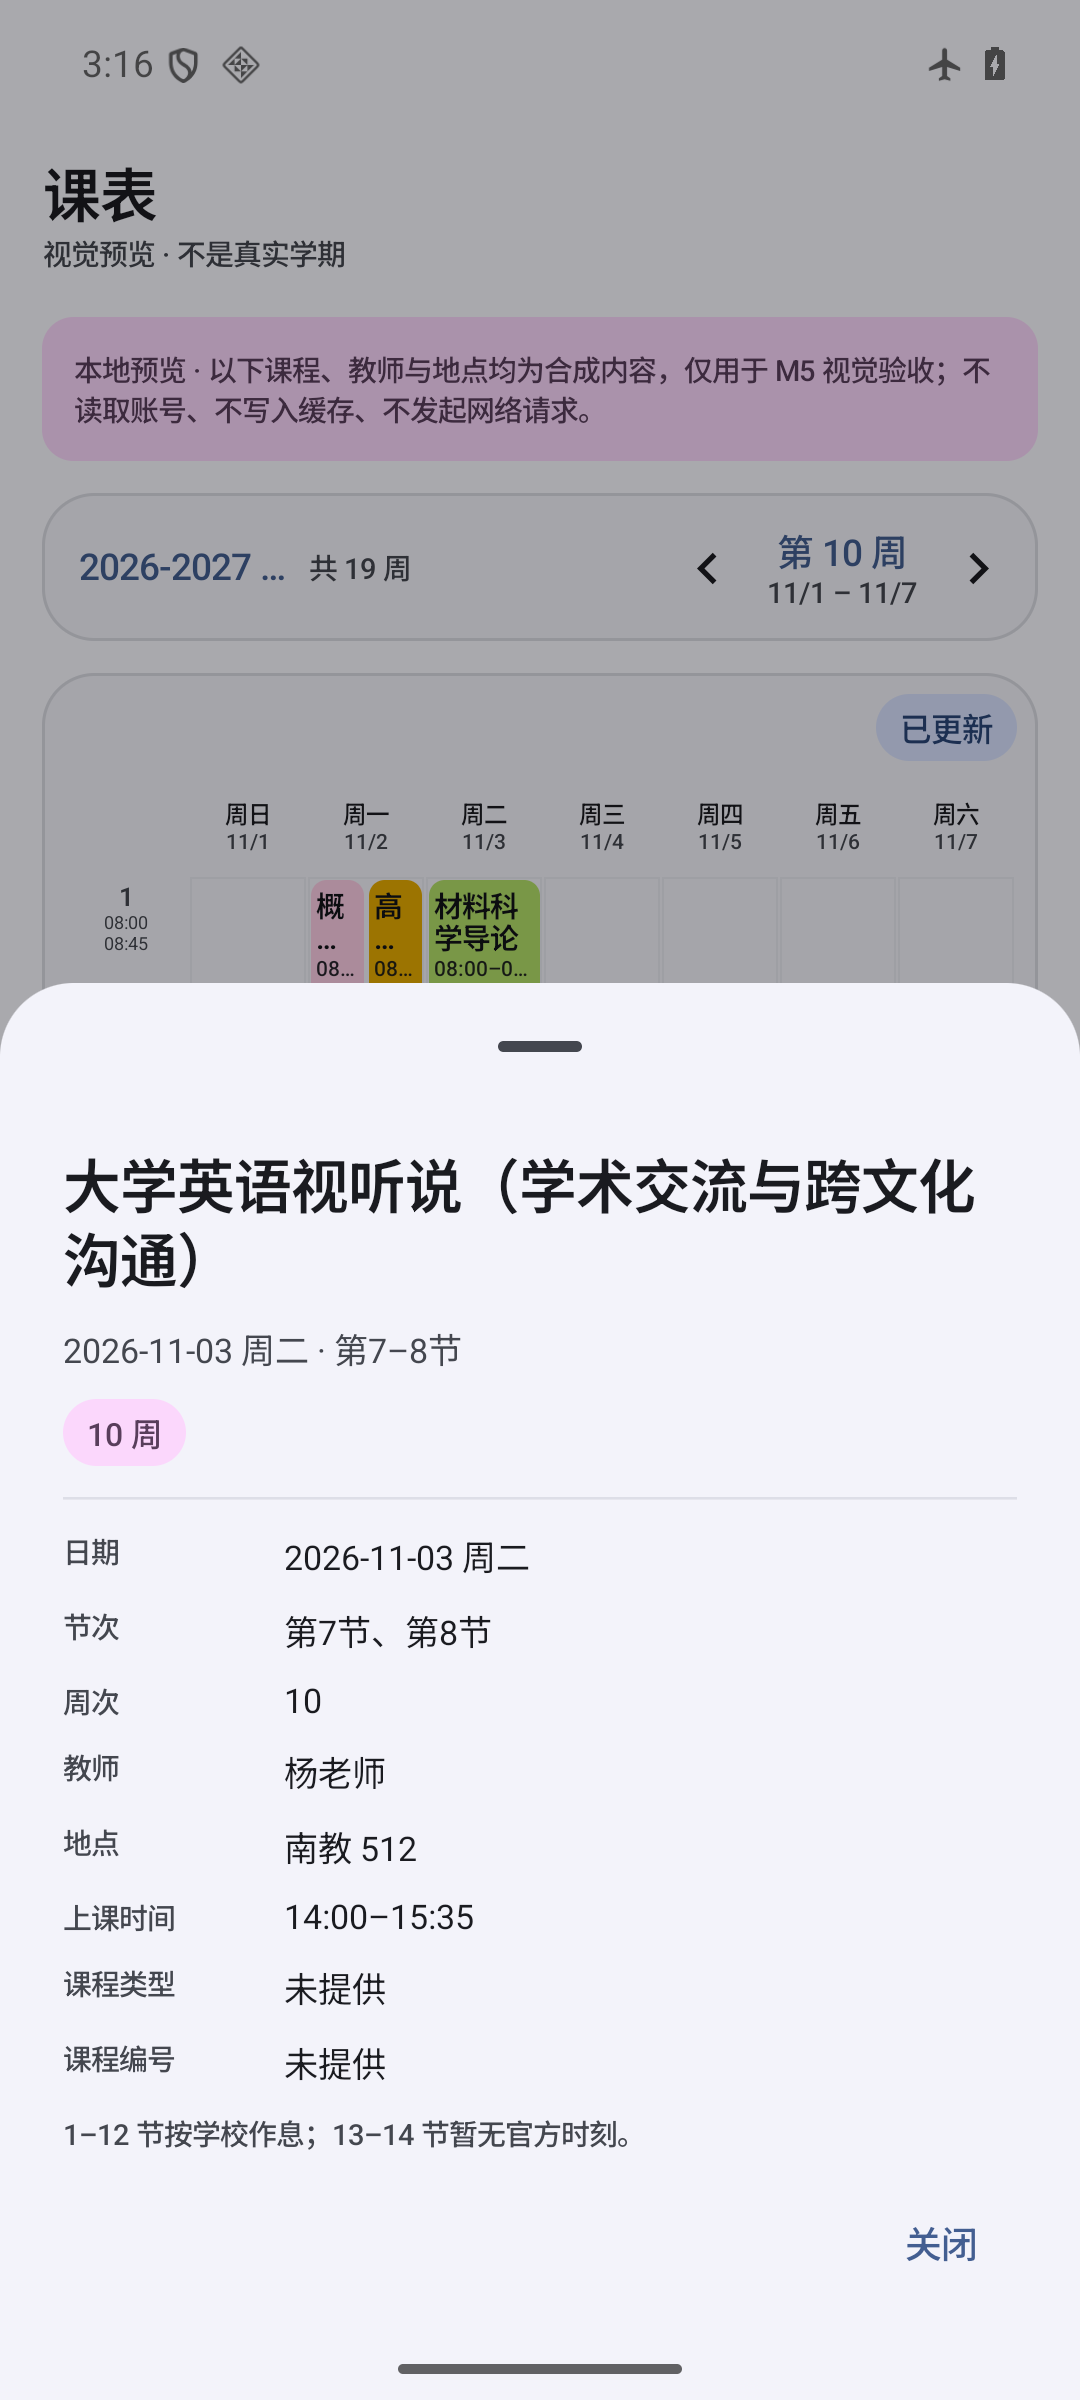 3:16
课表
视觉预览 · 不是真实学期
本地预览 · 以下课程、教师与地点均为合成内容，仅用于 M5 视觉验收；不
读取账号、不写入缓存、不发起网络请求。
2026-2027 ... 共 19 周
第 10 周
11/1 – 11/7
已更新
周日 周一 周二 周三 周四 周五 周六
11/1 11/2 11/3 11/4 11/5 11/6 11/7
1
08:00
08:45
概
...
08...
高
...
08...
材料科
学导论
08:00–0...
大学英语视听说（学术交流与跨文化
沟通）
2026-11-03 周二 · 第7–8节
10 周
日期 2026-11-03 周二
节次 第7节、第8节
周次 10
教师 杨老师
地点 南教 512
上课时间 14:00–15:35
课程类型 未提供
课程编号 未提供
1–12 节按学校作息；13–14 节暂无官方时刻。
关闭